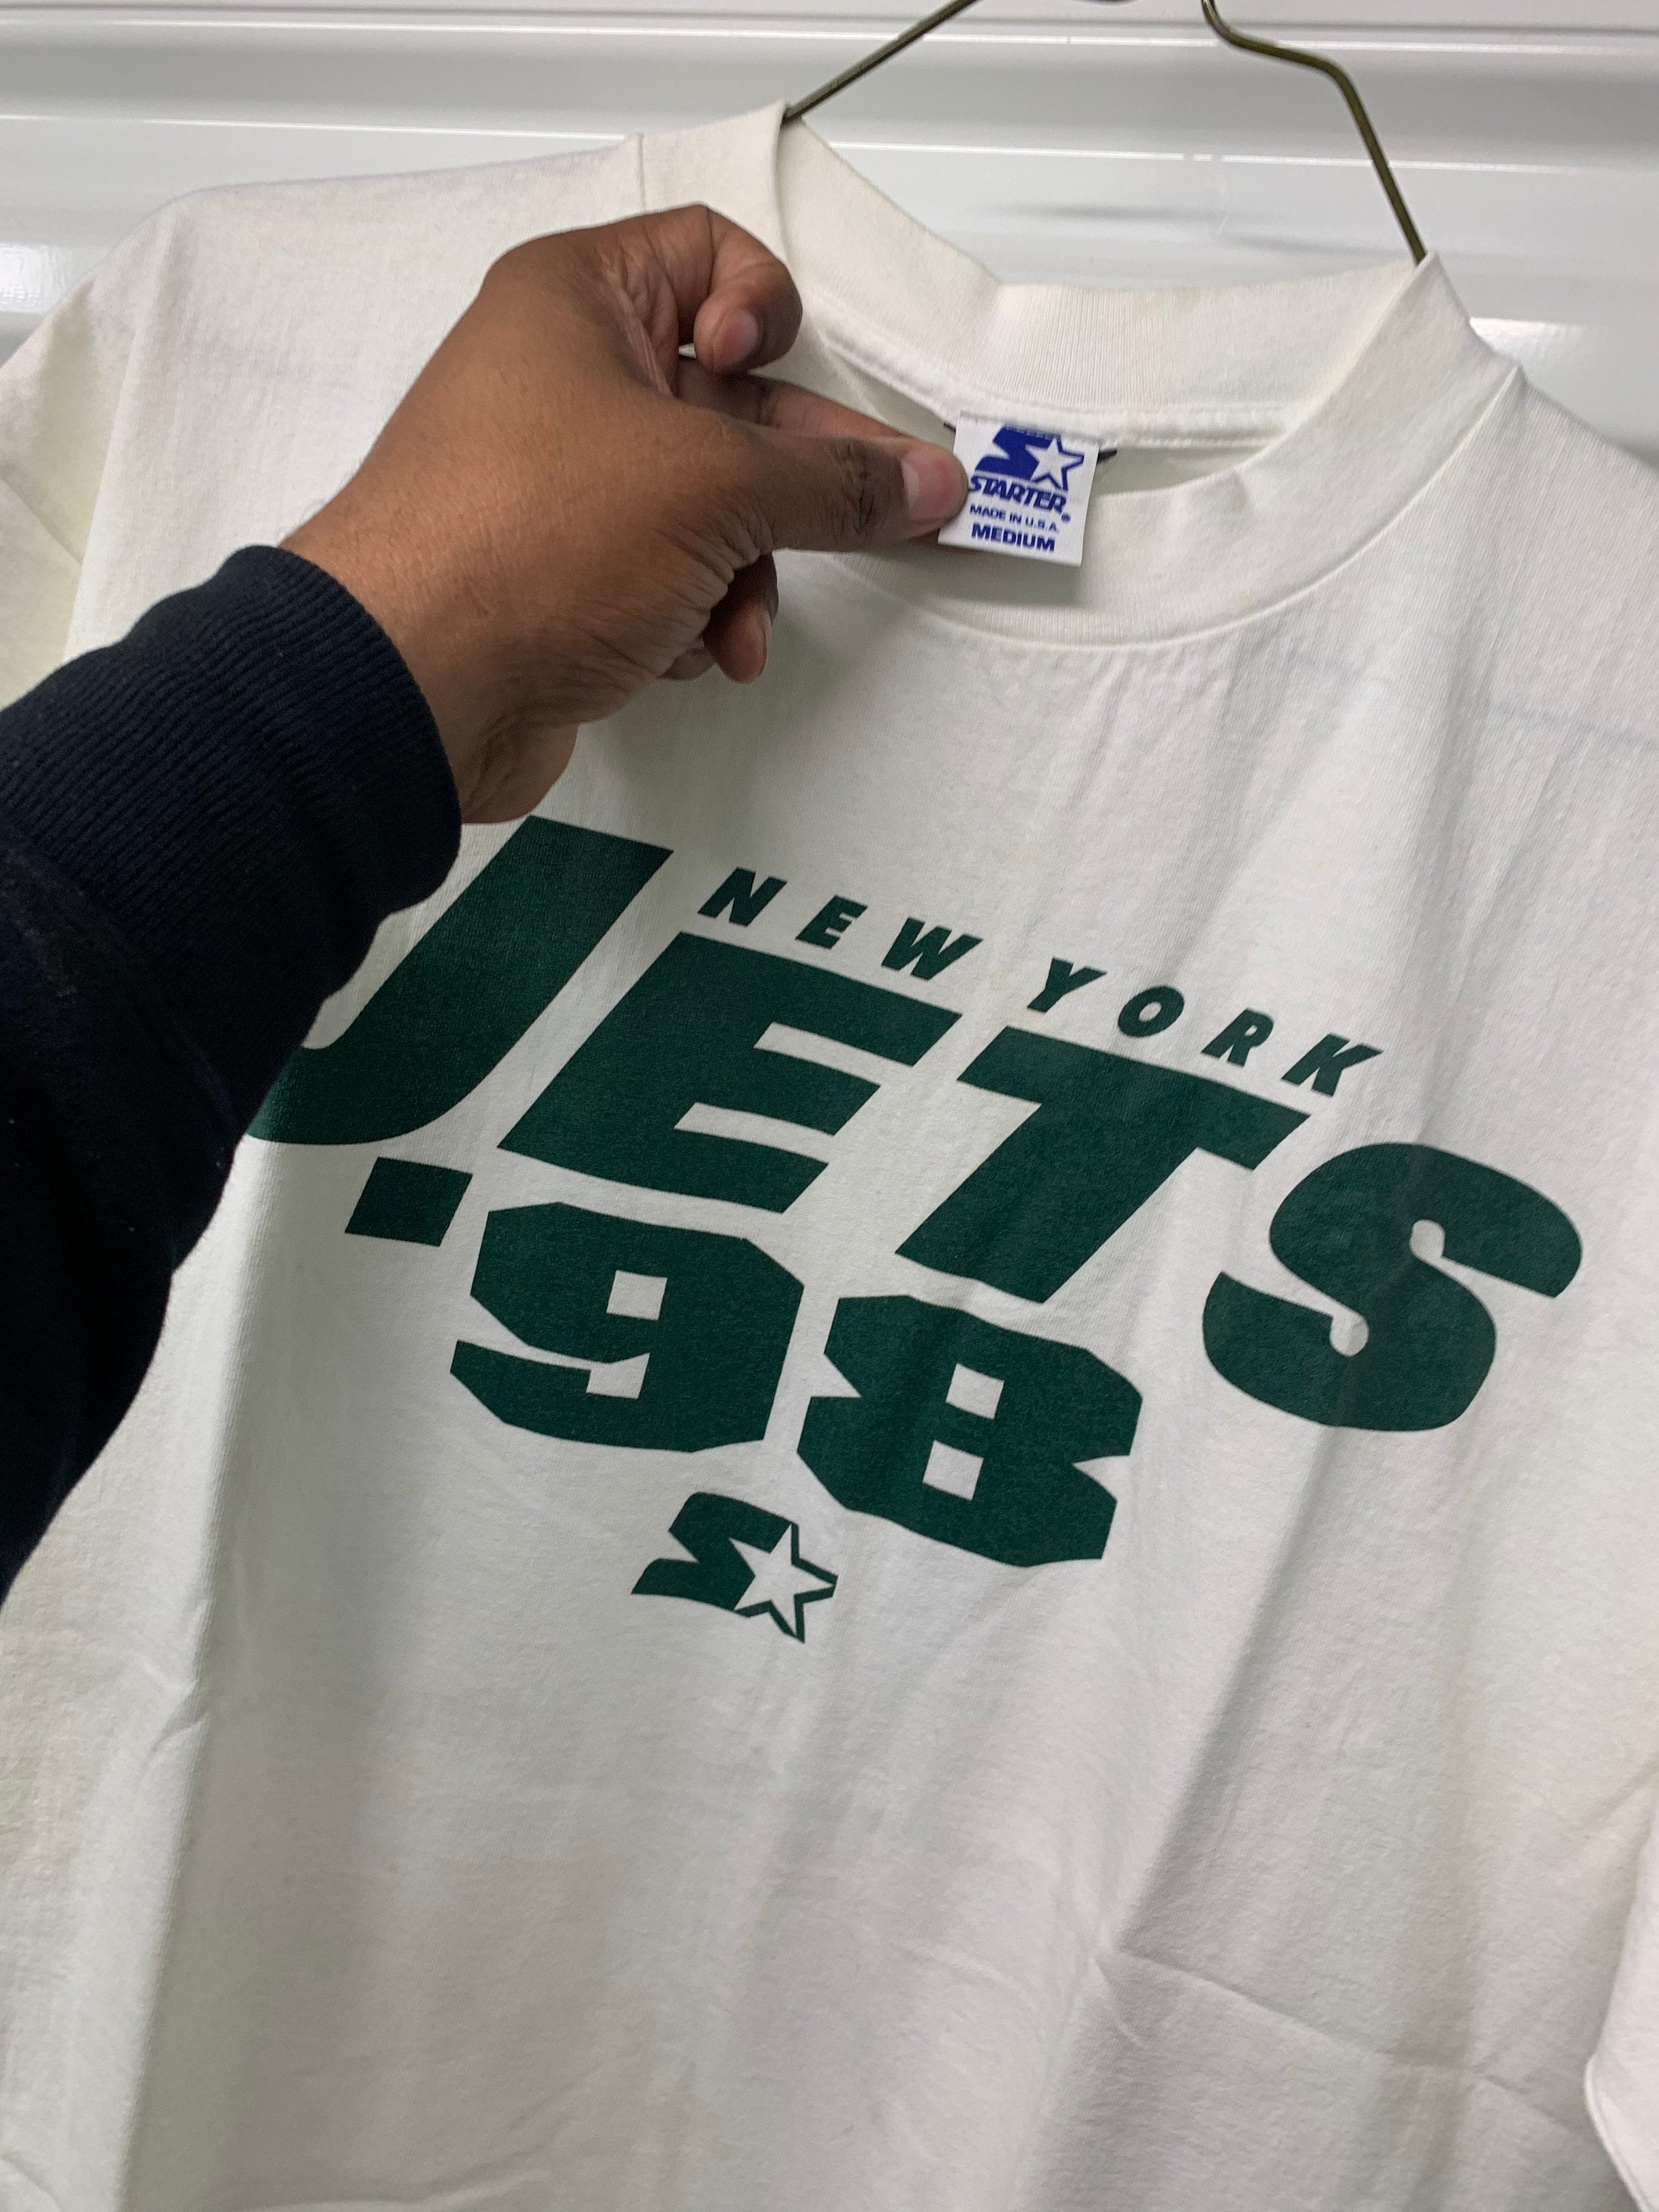 STARTER®
MADE IN U.S.A.
MEDIUM
NEW YORK
JETS
'98